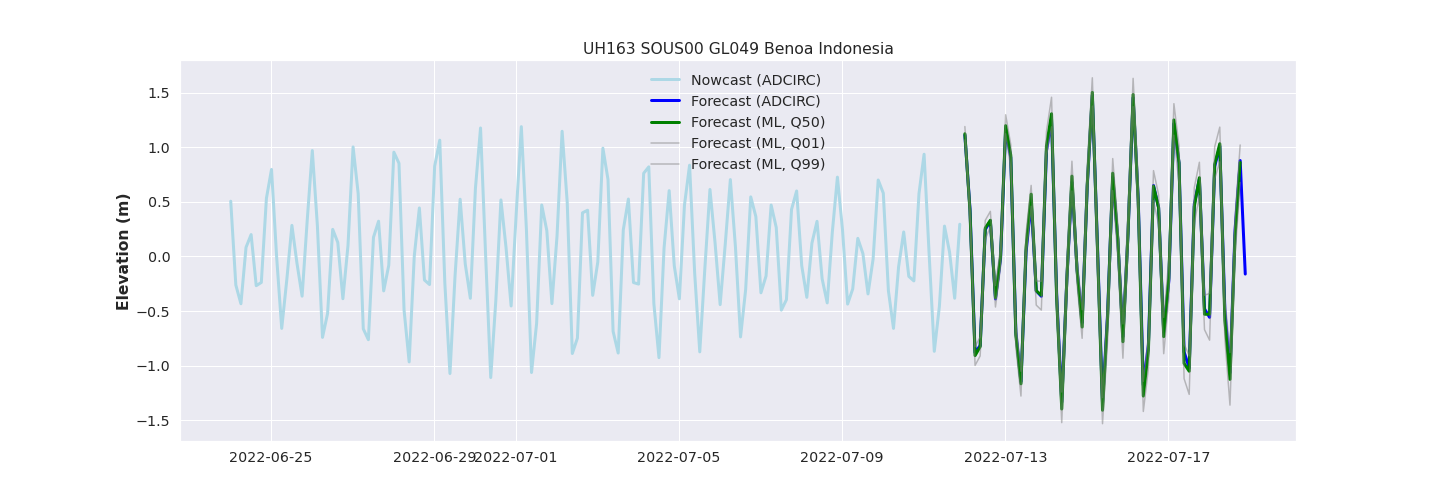 UH163 SOUS00 GL049 Benoa Indonesia
Nowcast (ADCIRC)
Forecast (ADCIRC)
Forecast (ML, Q50)
Forecast (ML, Q01)
Forecast (ML, Q99)
Elevation (m)
1.5
1.0
0.5
0.0
−0.5
−1.0
−1.5
2022-06-25 2022-06-29 2022-07-01 2022-07-05 2022-07-09 2022-07-13 2022-07-17